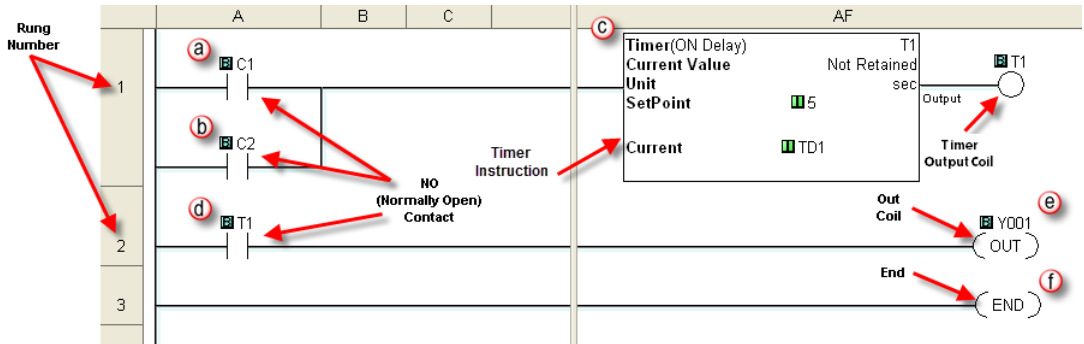 A B C AF
Rung
Number
a
B C1
1
b
B C2
c
Timer(ON Delay) T1
Current Value Not Retained
Unit sec
SetPoint 5
Current TD1
Output
B T1
Timer
Output Coil
Timer
Instruction
NO
(Normally Open)
Contact
d
B T1
2
Out
Coil
e
B Y001
OUT
3
End
f
END